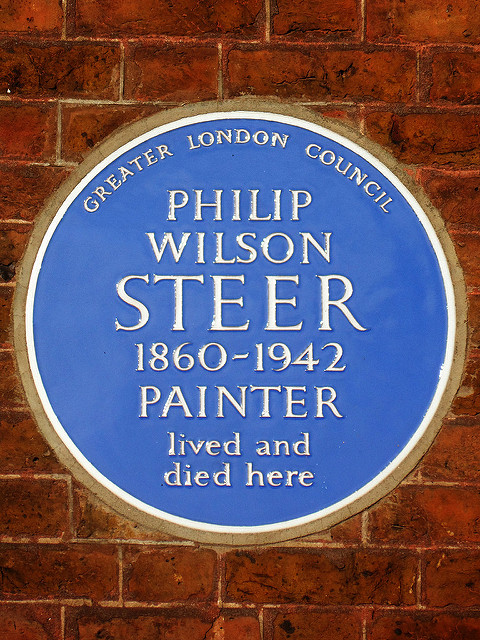 GREATER LONDON COUNCIL
PHILIP
WILSON
STEER
1860-1942
PAINTER
lived and
died here